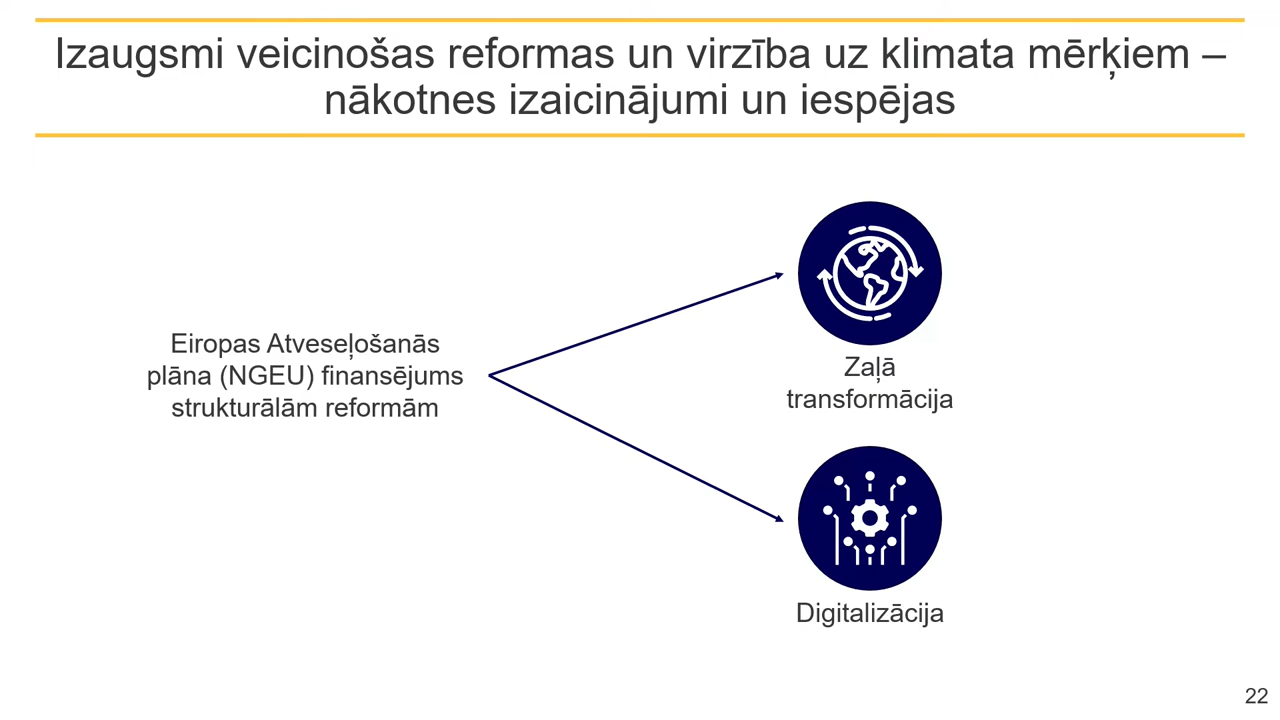 Izaugsmi veicinošas reformas un virzība uz klimata mērķiem –
nākotnes izaicinājumi un iespējas
Eiropas Atveseļošanās
plāna (NGEU) finansējums
strukturālām reformām
Zaļā
transformācija
Digitalizācija
22